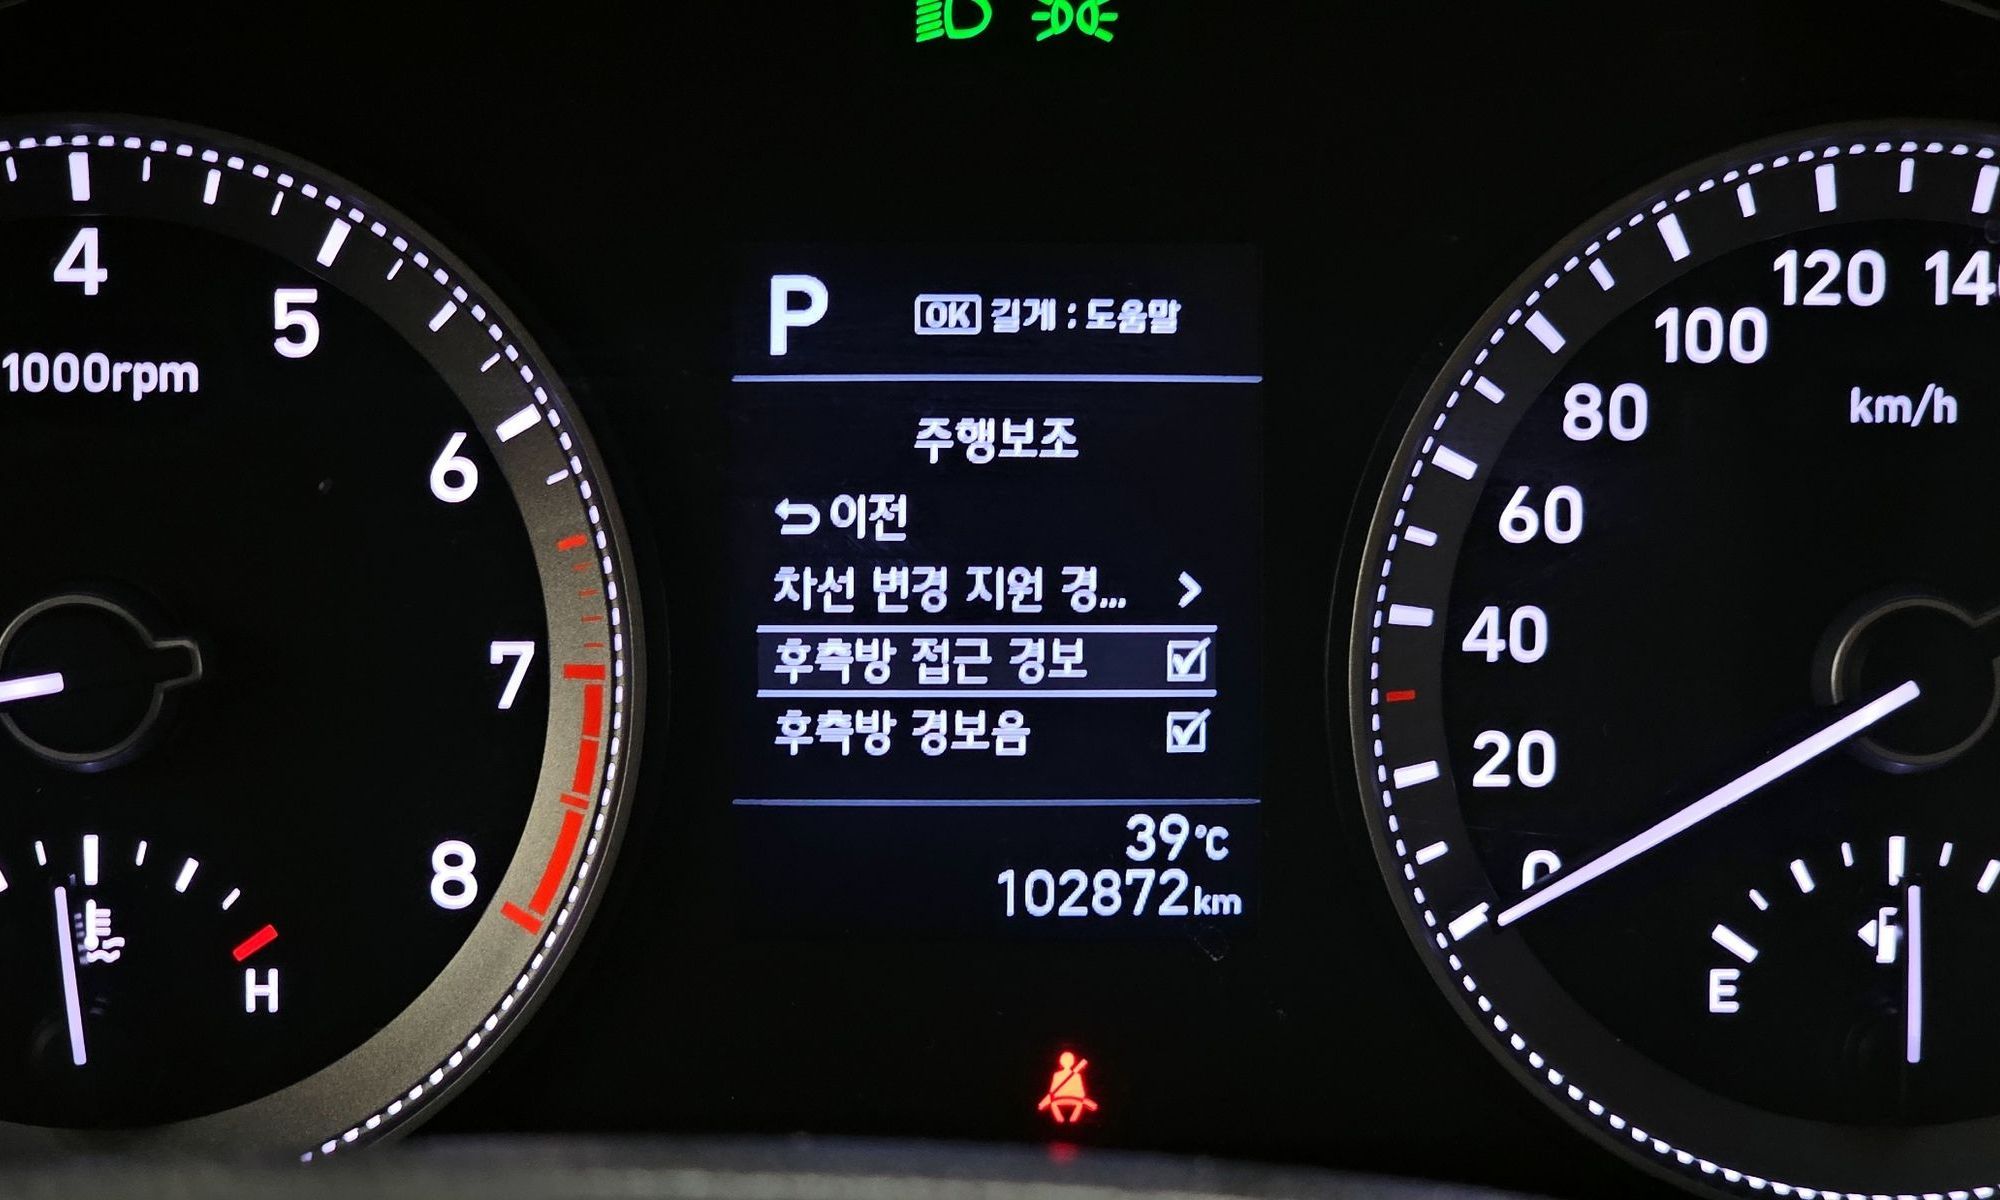 4
5
1000rpm
6
7
8
H
P OK 길게 : 도움말
주행보조
이전
차선 변경 지원 경...
후측방 접근 경보
후측방 경보음
39℃
102872km
120
100
80
km/h
60
40
20
0
E